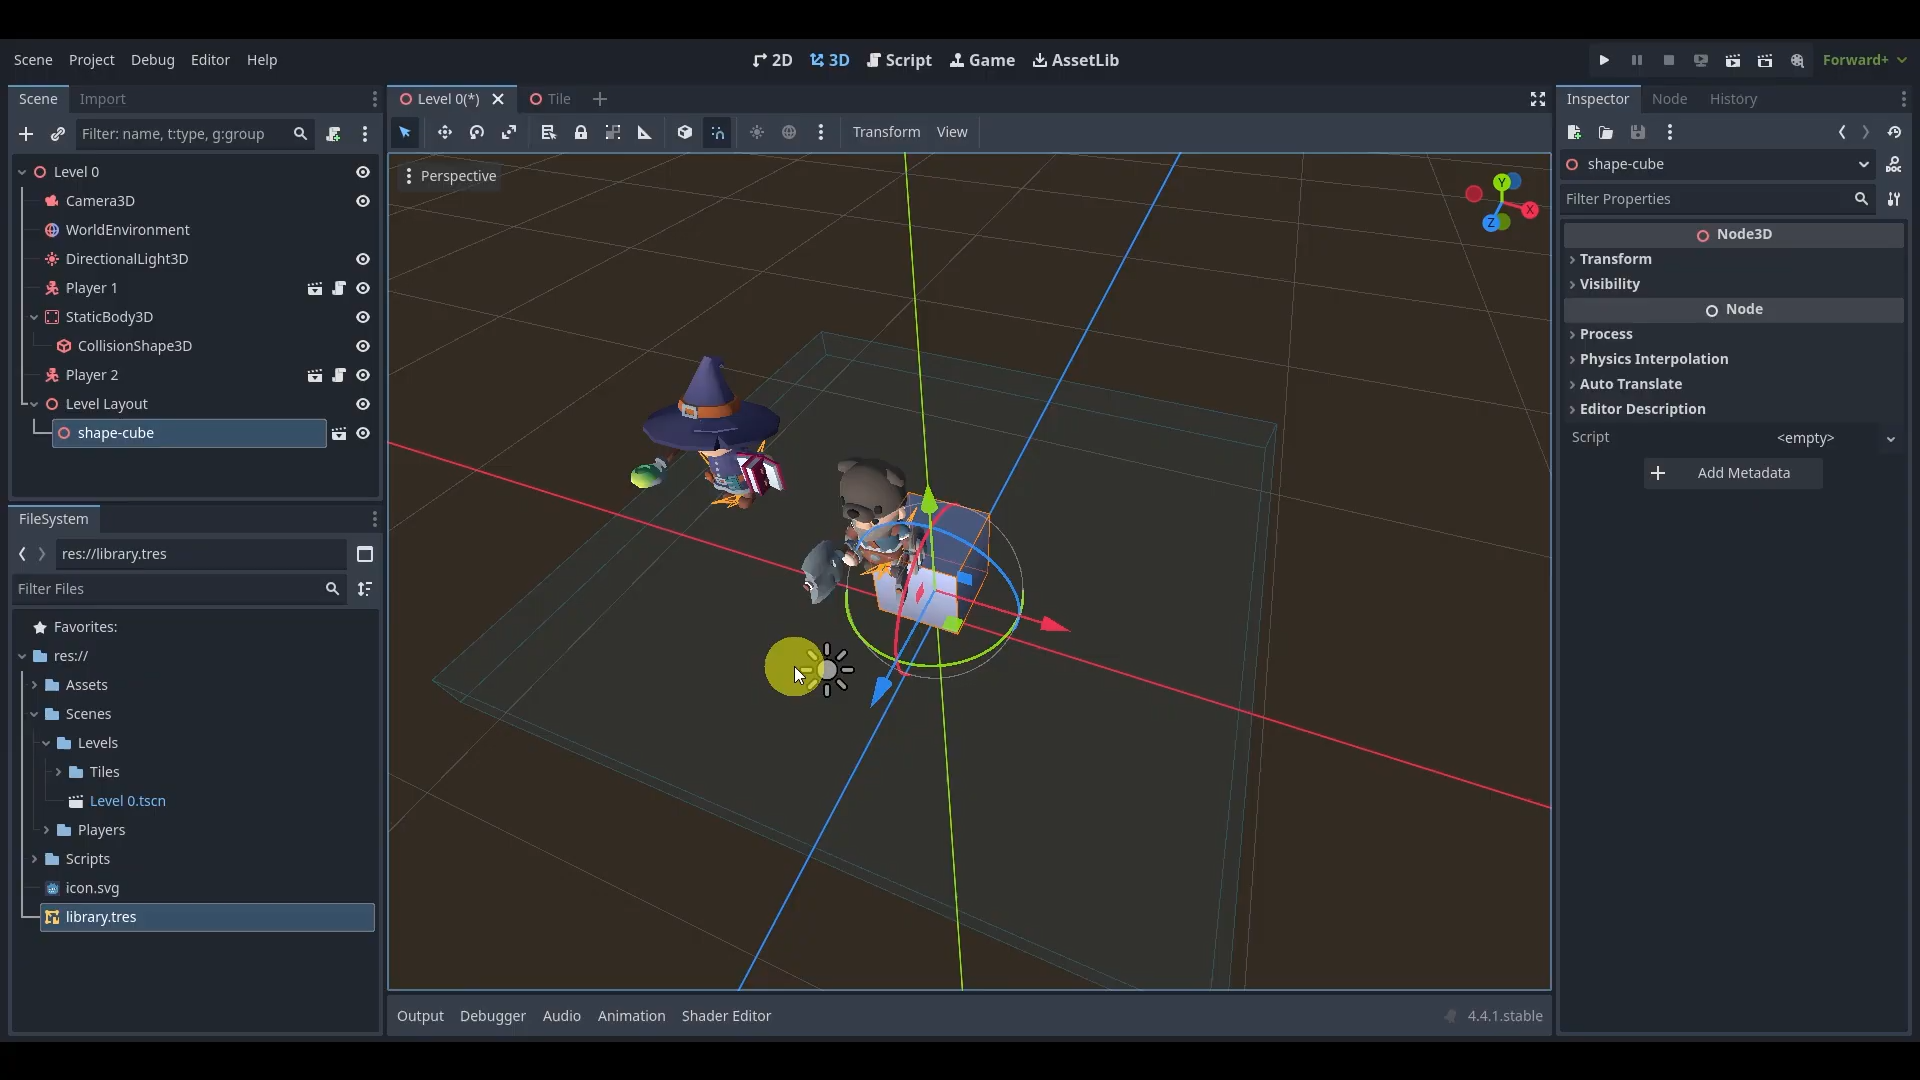 Scene Project Debug Editor Help
2D 3D Script Game AssetLib
Forward+
Scene Import
Filter: name, t:type, g:group
Level 0
Camera3D
WorldEnvironment
DirectionalLight3D
Player 1
StaticBody3D
CollisionShape3D
Player 2
Level Layout
shape-cube
FileSystem
res://library.tres
Filter Files
Favorites:
res://
Assets
Scenes
Levels
Tiles
Level 0.tscn
Players
Scripts
icon.svg
library.tres
Level 0(*) Tile
Transform View
Perspective
Y
X
Z
Output Debugger Audio Animation Shader Editor
4.4.1.stable
Inspector Node History
shape-cube
Filter Properties
Node3D
Transform
Visibility
Node
Process
Physics Interpolation
Auto Translate
Editor Description
Script <empty>
Add Metadata